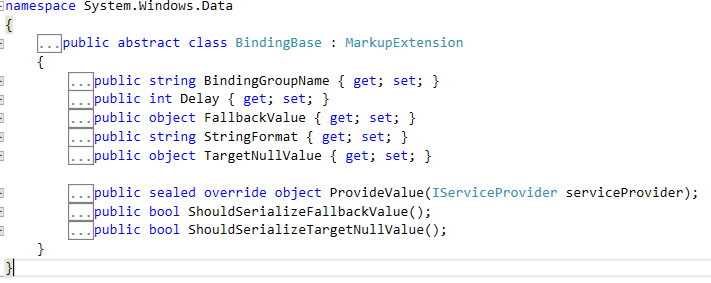 namespace System.Windows.Data
{
...public abstract class BindingBase : MarkupExtension
{
...public string BindingGroupName { get; set; }
...public int Delay { get; set; }
...public object FallbackValue { get; set; }
...public string StringFormat { get; set; }
...public object TargetNullValue { get; set; }
...public sealed override object ProvideValue(IServiceProvider serviceProvider);
...public bool ShouldSerializeFallbackValue();
...public bool ShouldSerializeTargetNullValue();
}
}